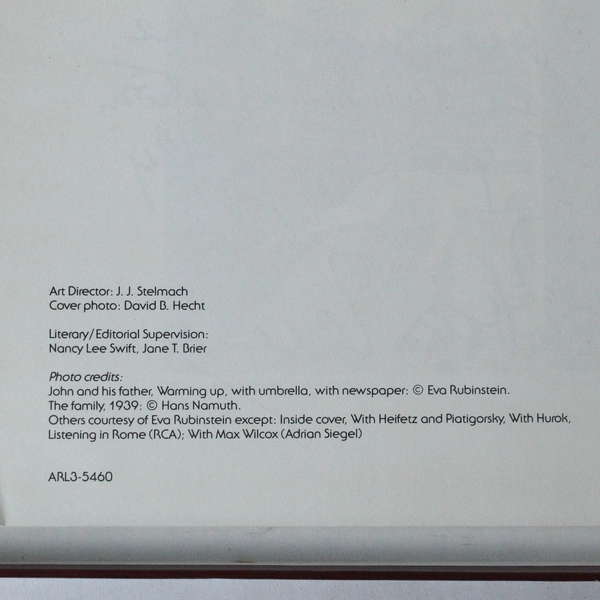 Art Director: J. J. Stelmach
Cover photo: David B. Hecht
Literary/Editorial Supervision:
Nancy Lee Swift, Jane T. Brier
Photo credits:
John and his father, Warming up, with umbrella, with newspaper: © Eva Rubinstein.
The family, 1939: © Hans Namuth.
Others courtesy of Eva Rubinstein except: Inside cover, With Heifetz and Piatigorsky, With Hurok,
Listening in Rome (RCA); With Max Wilcox (Adrian Siegel)
ARL3-5460